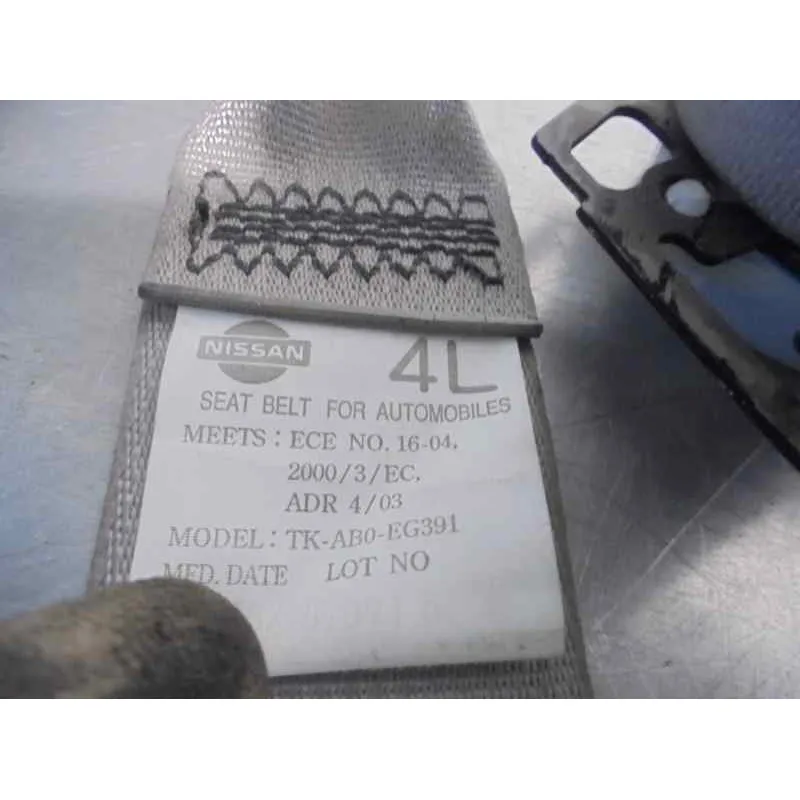 NISSAN 4L
SEAT BELT FOR AUTOMOBILES
MEETS : ECE NO. 16-04,
2000/3/EC,
ADR 4/03
MODEL : TK-AB0-EG391
MFD. DATE LOT NO